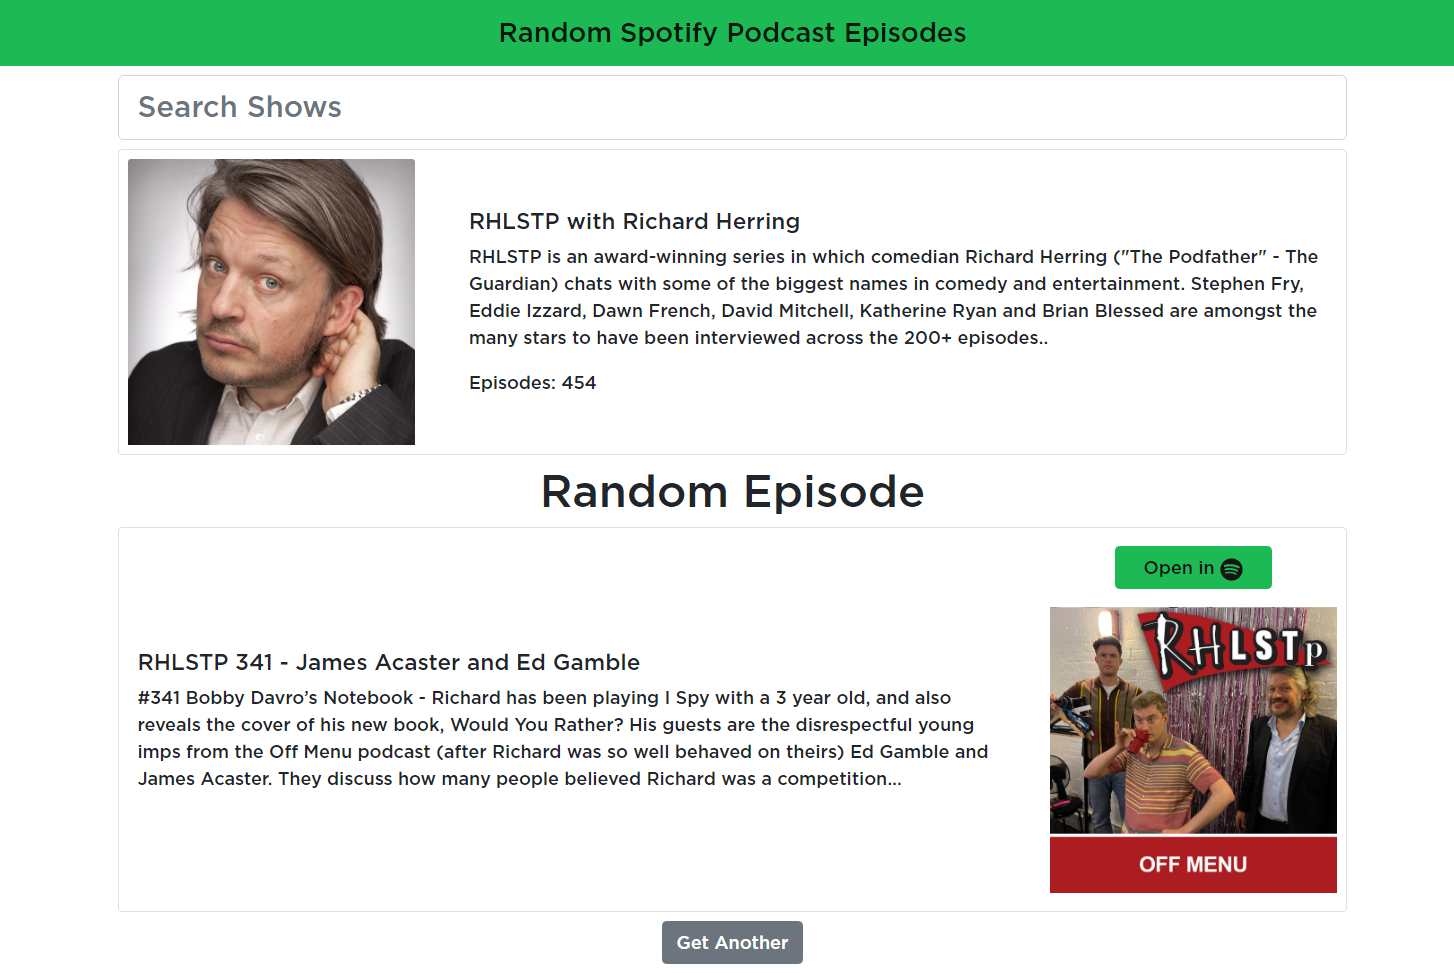 Random Spotify Podcast Episodes
Search Shows
RHLSTP with Richard Herring
RHLSTP is an award-winning series in which comedian Richard Herring ("The Podfather" - The
Guardian) chats with some of the biggest names in comedy and entertainment. Stephen Fry,
Eddie Izzard, Dawn French, David Mitchell, Katherine Ryan and Brian Blessed are amongst the
many stars to have been interviewed across the 200+ episodes..
Episodes: 454
Random Episode
Open in
RHLSTP 341 - James Acaster and Ed Gamble
#341 Bobby Davro’s Notebook - Richard has been playing I Spy with a 3 year old, and also
reveals the cover of his new book, Would You Rather? His guests are the disrespectful young
imps from the Off Menu podcast (after Richard was so well behaved on theirs) Ed Gamble and
James Acaster. They discuss how many people believed Richard was a competition...
RHLSTp
OFF MENU
Get Another